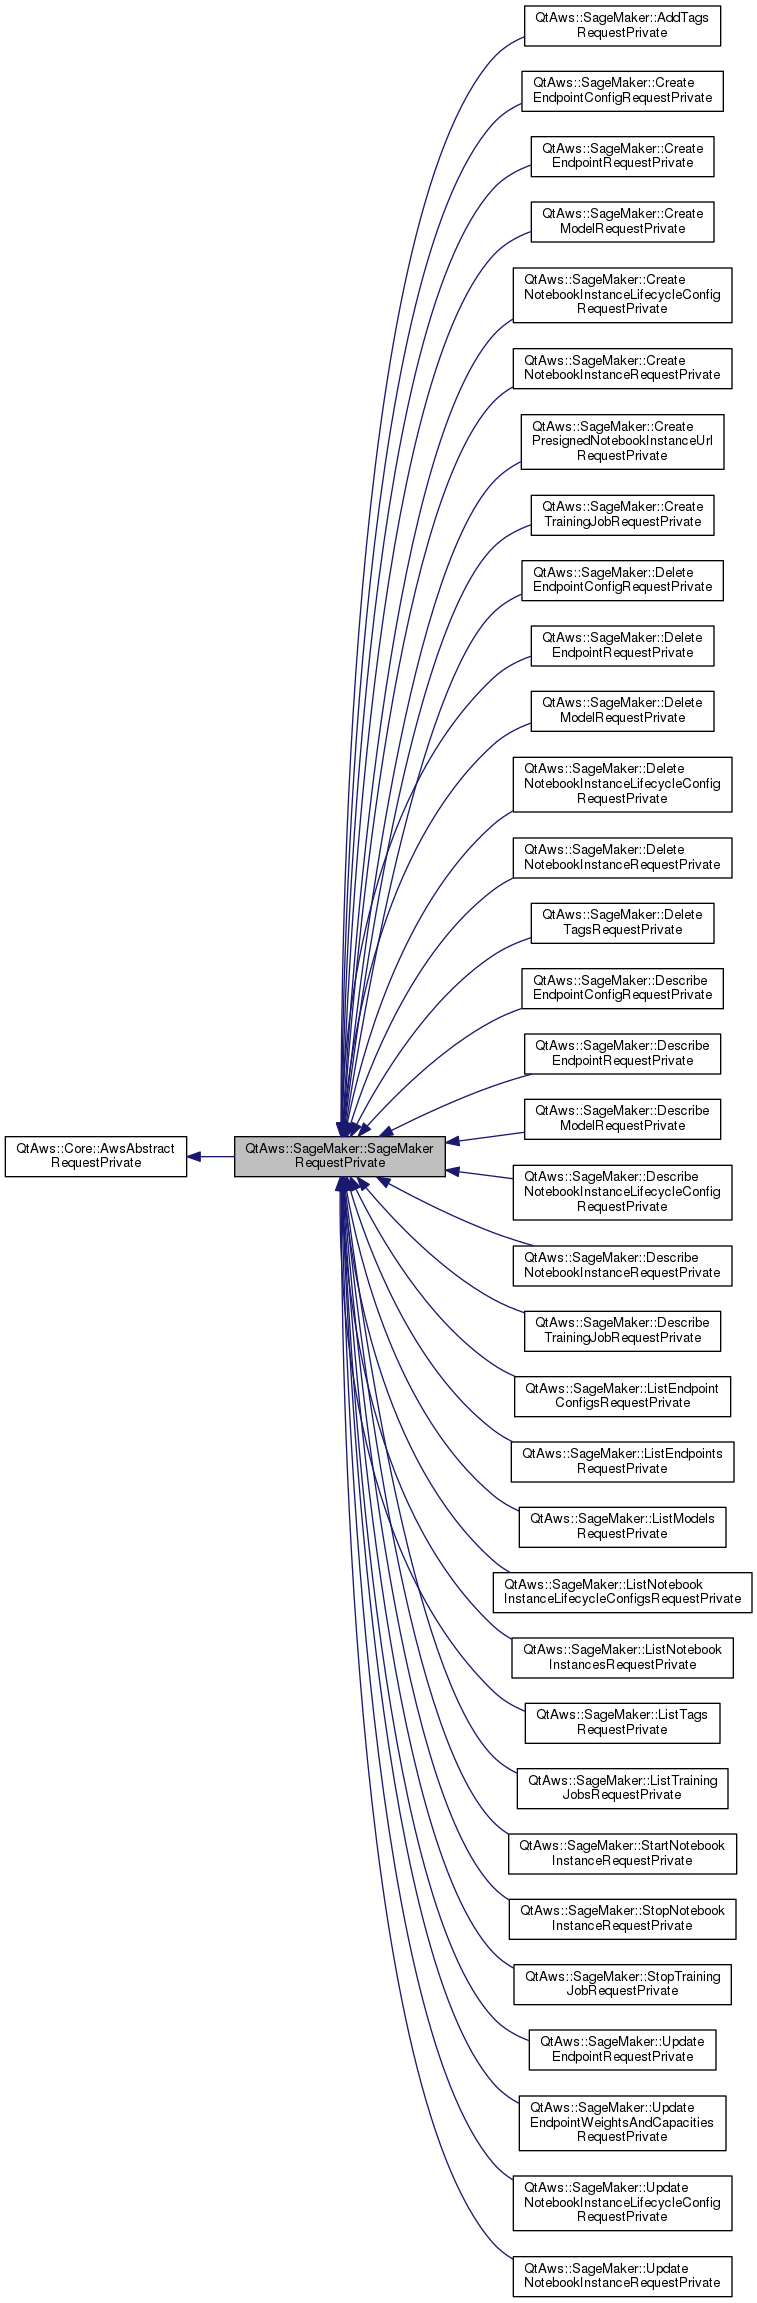 QtAws::SageMaker::AddTags
RequestPrivate
QtAws::SageMaker::Create
EndpointConfigRequestPrivate
QtAws::SageMaker::Create
EndpointRequestPrivate
QtAws::SageMaker::Create
ModelRequestPrivate
QtAws::SageMaker::Create
NotebookInstanceLifecycleConfig
RequestPrivate
QtAws::SageMaker::Create
NotebookInstanceRequestPrivate
QtAws::SageMaker::Create
PresignedNotebookInstanceUrl
RequestPrivate
QtAws::SageMaker::Create
TrainingJobRequestPrivate
QtAws::SageMaker::Delete
EndpointConfigRequestPrivate
QtAws::SageMaker::Delete
EndpointRequestPrivate
QtAws::SageMaker::Delete
ModelRequestPrivate
QtAws::SageMaker::Delete
NotebookInstanceLifecycleConfig
RequestPrivate
QtAws::SageMaker::Delete
NotebookInstanceRequestPrivate
QtAws::SageMaker::Delete
TagsRequestPrivate
QtAws::SageMaker::Describe
EndpointConfigRequestPrivate
QtAws::SageMaker::Describe
EndpointRequestPrivate
QtAws::SageMaker::Describe
ModelRequestPrivate
QtAws::Core::AwsAbstract
RequestPrivate
QtAws::SageMaker::SageMaker
RequestPrivate
QtAws::SageMaker::Describe
NotebookInstanceLifecycleConfig
RequestPrivate
QtAws::SageMaker::Describe
NotebookInstanceRequestPrivate
QtAws::SageMaker::Describe
TrainingJobRequestPrivate
QtAws::SageMaker::ListEndpoint
ConfigsRequestPrivate
QtAws::SageMaker::ListEndpoints
RequestPrivate
QtAws::SageMaker::ListModels
RequestPrivate
QtAws::SageMaker::ListNotebook
InstanceLifecycleConfigsRequestPrivate
QtAws::SageMaker::ListNotebook
InstancesRequestPrivate
QtAws::SageMaker::ListTags
RequestPrivate
QtAws::SageMaker::ListTraining
JobsRequestPrivate
QtAws::SageMaker::StartNotebook
InstanceRequestPrivate
QtAws::SageMaker::StopNotebook
InstanceRequestPrivate
QtAws::SageMaker::StopTraining
JobRequestPrivate
QtAws::SageMaker::Update
EndpointRequestPrivate
QtAws::SageMaker::Update
EndpointWeightsAndCapacities
RequestPrivate
QtAws::SageMaker::Update
NotebookInstanceLifecycleConfig
RequestPrivate
QtAws::SageMaker::Update
NotebookInstanceRequestPrivate